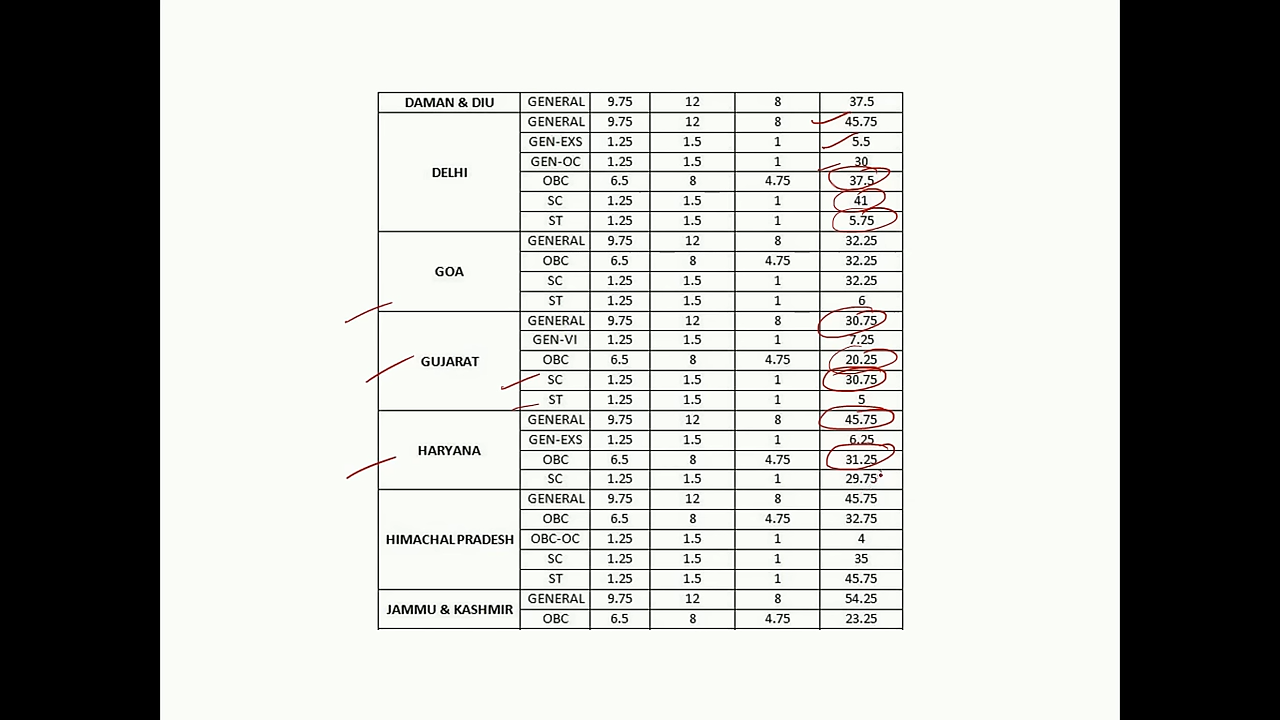 DAMAN & DIU GENERAL 9.75 12 8 37.5
DELHI GENERAL 9.75 12 8 45.75
GEN-EXS 1.25 1.5 1 5.5
GEN-OC 1.25 1.5 1 30
OBC 6.5 8 4.75 37.5
SC 1.25 1.5 1 41
ST 1.25 1.5 1 5.75
GOA GENERAL 9.75 12 8 32.25
OBC 6.5 8 4.75 32.25
SC 1.25 1.5 1 32.25
ST 1.25 1.5 1 6
GUJARAT GENERAL 9.75 12 8 30.75
GEN-VI 1.25 1.5 1 7.25
OBC 6.5 8 4.75 20.25
SC 1.25 1.5 1 30.75
ST 1.25 1.5 1 5
HARYANA GENERAL 9.75 12 8 45.75
GEN-EXS 1.25 1.5 1 6.25
OBC 6.5 8 4.75 31.25
SC 1.25 1.5 1 29.75
HIMACHAL PRADESH GENERAL 9.75 12 8 45.75
OBC 6.5 8 4.75 32.75
OBC-OC 1.25 1.5 1 4
SC 1.25 1.5 1 35
ST 1.25 1.5 1 45.75
JAMMU & KASHMIR GENERAL 9.75 12 8 54.25
OBC 6.5 8 4.75 23.25